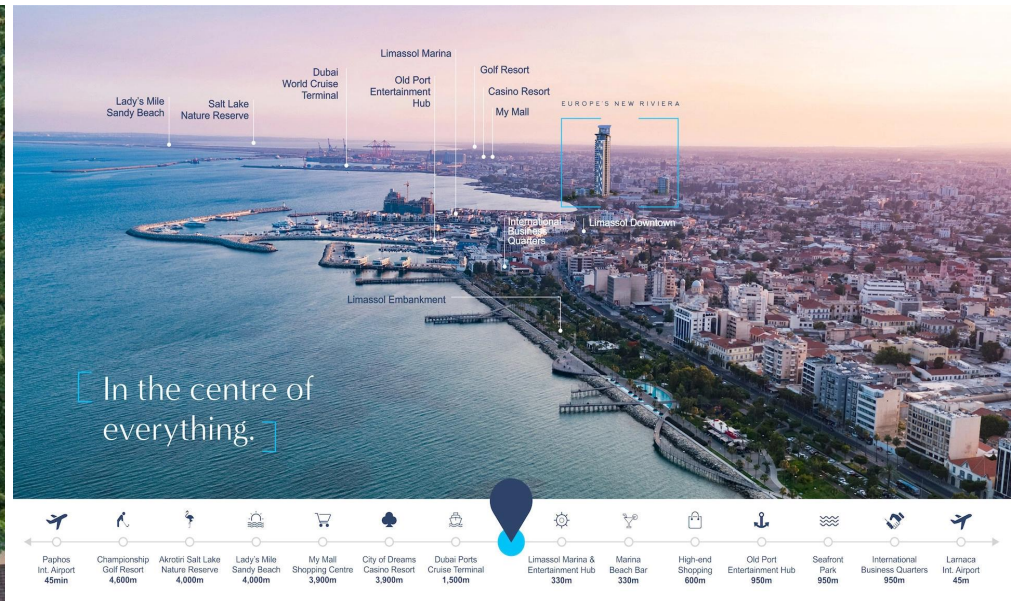 Limassol Marina
Dubai
World Cruise
Terminal
Old Port
Entertainment
Hub
Golf Resort
Casino Resort
My Mall
Lady's Mile
Sandy Beach
Salt Lake
Nature Reserve
EUROPE'S NEW RIVIERA
International
Business
Quarters
Limassol Downtown
Limassol Embankment
In the centre of
everything.
Paphos
Int. Airport
45min
Championship
Golf Resort
4,600m
Akrotiri Salt Lake
Nature Reserve
4,000m
Lady's Mile
Sandy Beach
4,000m
My Mall
Shopping Centre
3,900m
City of Dreams
Casino Resort
3,900m
Dubai Ports
Cruise Terminal
1,500m
Limassol Marina &
Entertainment Hub
330m
Marina
Beach Bar
330m
High-end
Shopping
600m
Old Port
Entertainment Hub
950m
Seafront
Park
950m
International
Business Quarters
950m
Larnaca
Int. Airport
45m